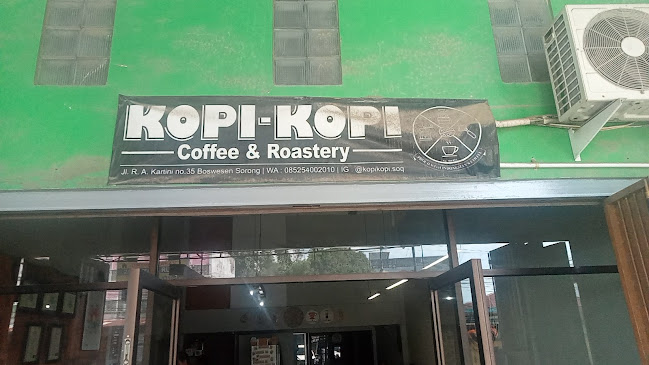 KOPI-KOPI
Coffee & Roastery
Jl. R. A. Kartini no.35 Boswesen Sorong | WA : 085254002010 | IG : @kopikopi.soq